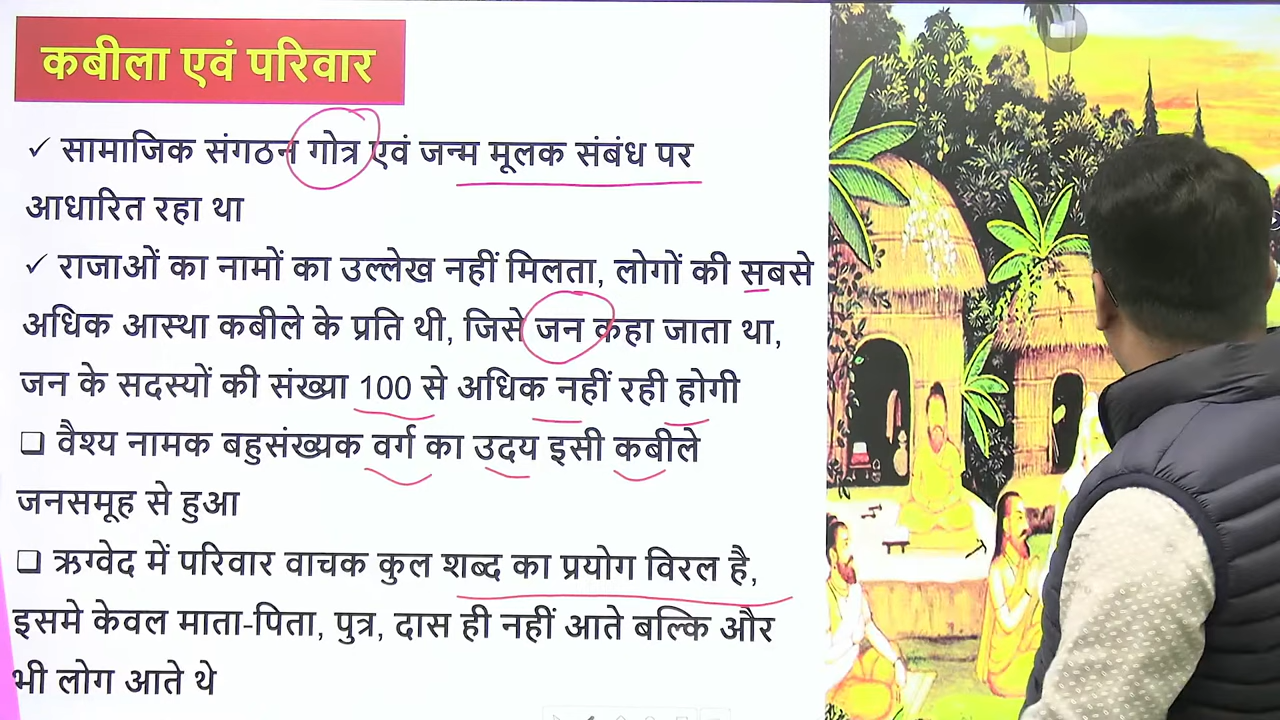 कबीला एवं परिवार
✓ सामाजिक संगठन गोत्र एवं जन्म मूलक संबंध पर
आधारित रहा था
✓ राजाओं का नामों का उल्लेख नहीं मिलता, लोगों की सबसे
अधिक आस्था कबीले के प्रति थी, जिसे जन कहा जाता था,
जन के सदस्यों की संख्या 100 से अधिक नहीं रही होगी
❑ वैश्य नामक बहुसंख्यक वर्ग का उदय इसी कबीले
जनसमूह से हुआ
❑ ऋग्वेद में परिवार वाचक कुल शब्द का प्रयोग विरल है,
इसमे केवल माता-पिता, पुत्र, दास ही नहीं आते बल्कि और
भी लोग आते थे